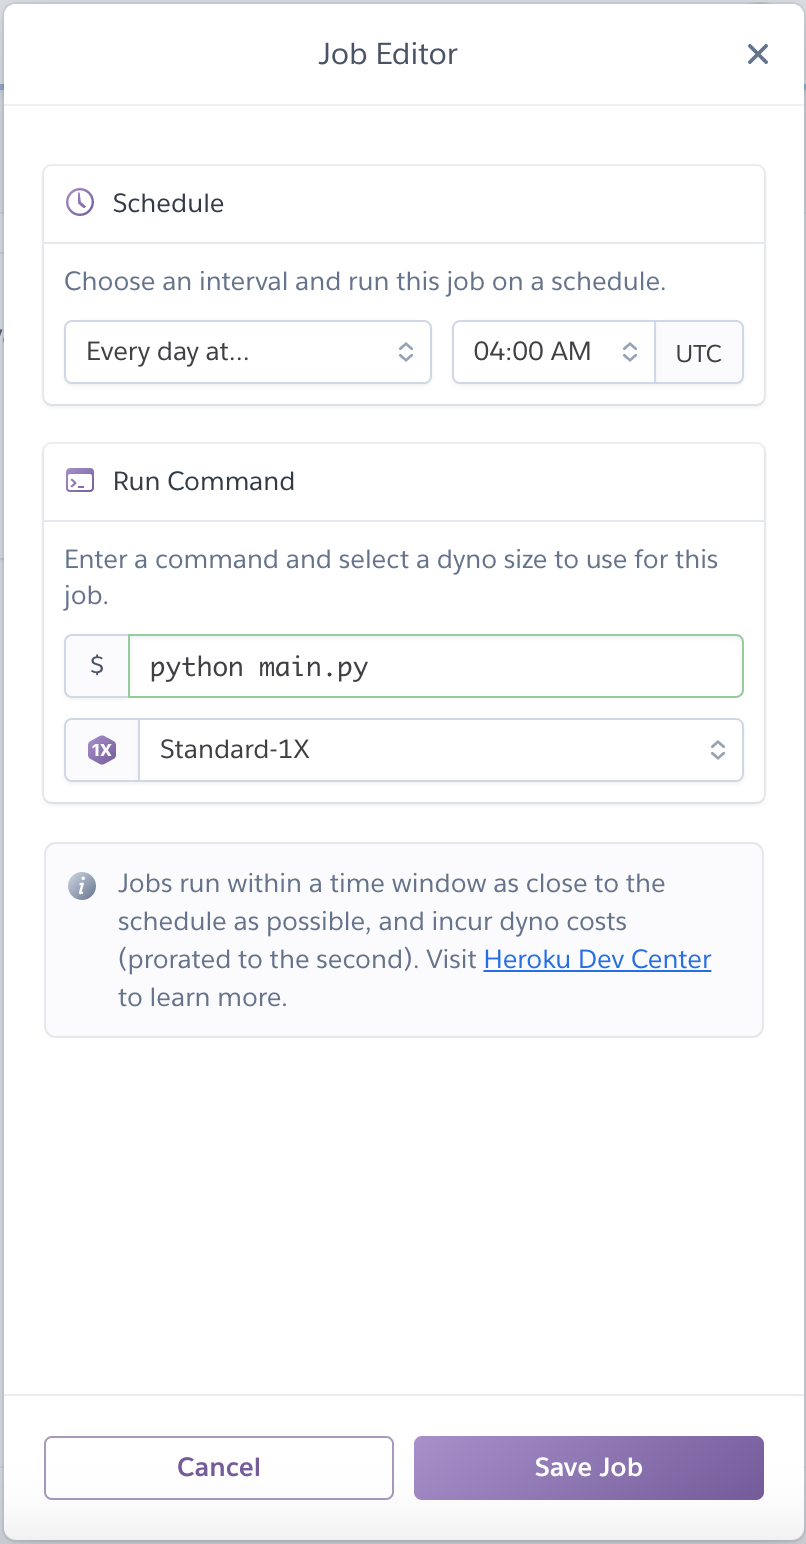 Job Editor
Schedule
Choose an interval and run this job on a schedule.
Every day at...
04:00 AM
UTC
Run Command
Enter a command and select a dyno size to use for this
job.
$
python main.py
1X
Standard-1X
i
Jobs run within a time window as close to the
schedule as possible, and incur dyno costs
(prorated to the second). Visit Heroku Dev Center
to learn more.
Cancel
Save Job